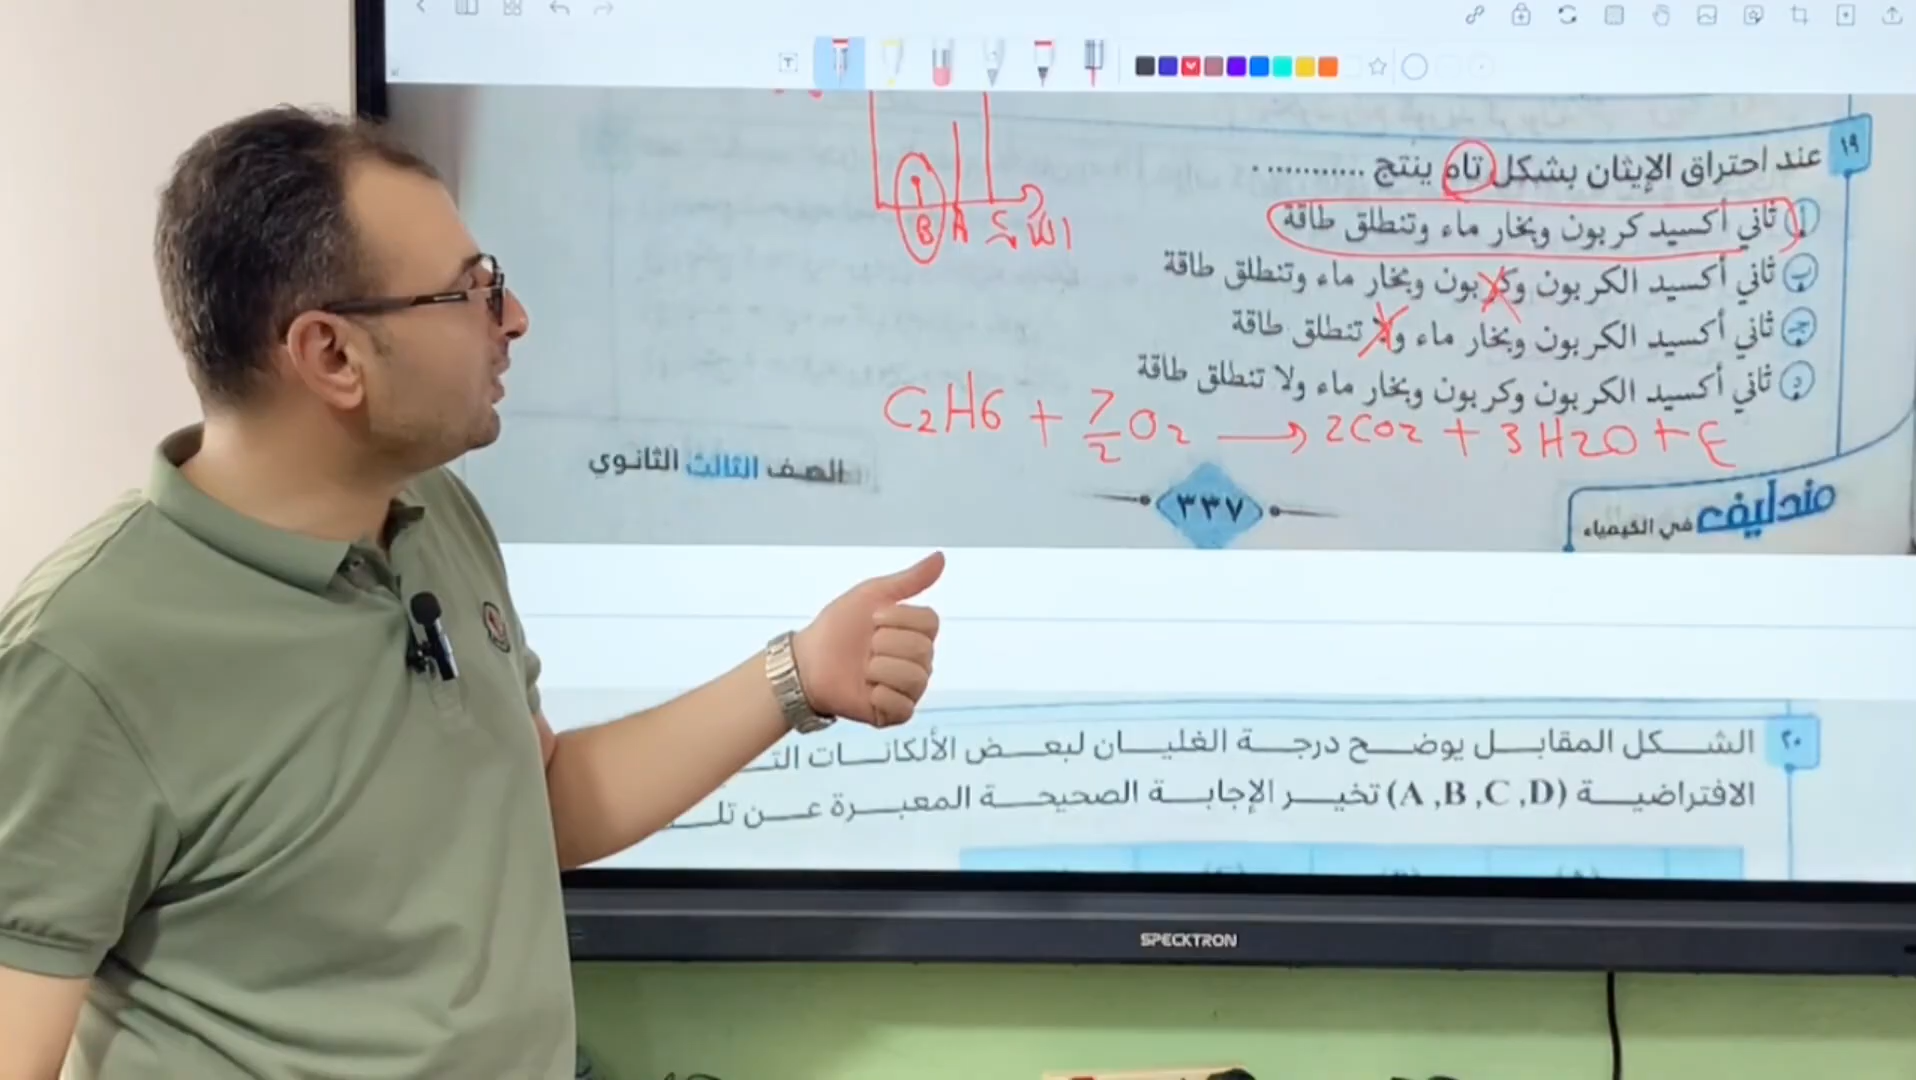 ١٩ عند احتراق الإيثان بشكل تام ينتج ...........
أ ثاني أكسيد كربون وبخار ماء وتنطلق طاقة
ب ثاني أكسيد الكربون وكربون وبخار ماء وتنطلق طاقة
جـ ثاني أكسيد الكربون وبخار ماء ولا تنطلق طاقة
د ثاني أكسيد الكربون وكربون وبخار ماء ولا تنطلق طاقة
B A
C2H6 + 7/2 O2 → 2CO2 + 3H2O + E
مندليف في الكيمياء
٣٣٧
الصف الثالث الثانوي
٢٠ الشكل المقابل يوضح درجة الغليان لبعض الألكانات
الافتراضية (A ,B ,C ,D) تخير الإجابة الصحيحة المعبرة عن
SPECKTRON